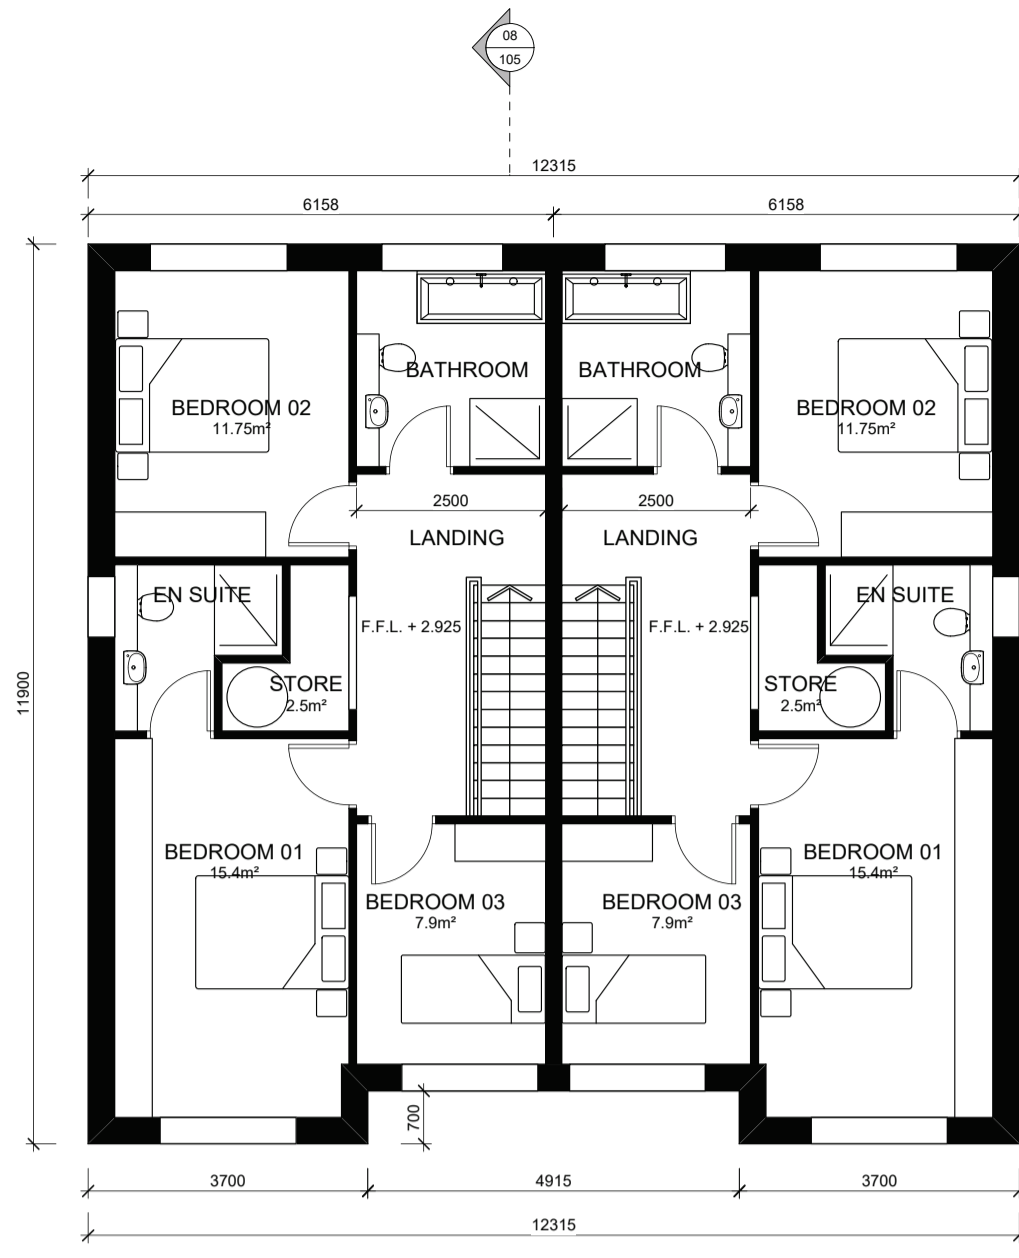 08
105
12315
6158 6158
BATHROOM BATHROOM
BEDROOM 02 BEDROOM 02
11.75m² 11.75m²
2500 2500
LANDING LANDING
EN SUITE EN SUITE
F.F.L. + 2.925 F.F.L. + 2.925
STORE STORE
2.5m² 2.5m²
11900
BEDROOM 01 BEDROOM 01
15.4m² 15.4m²
BEDROOM 03 BEDROOM 03
7.9m² 7.9m²
700
3700 4915 3700
12315